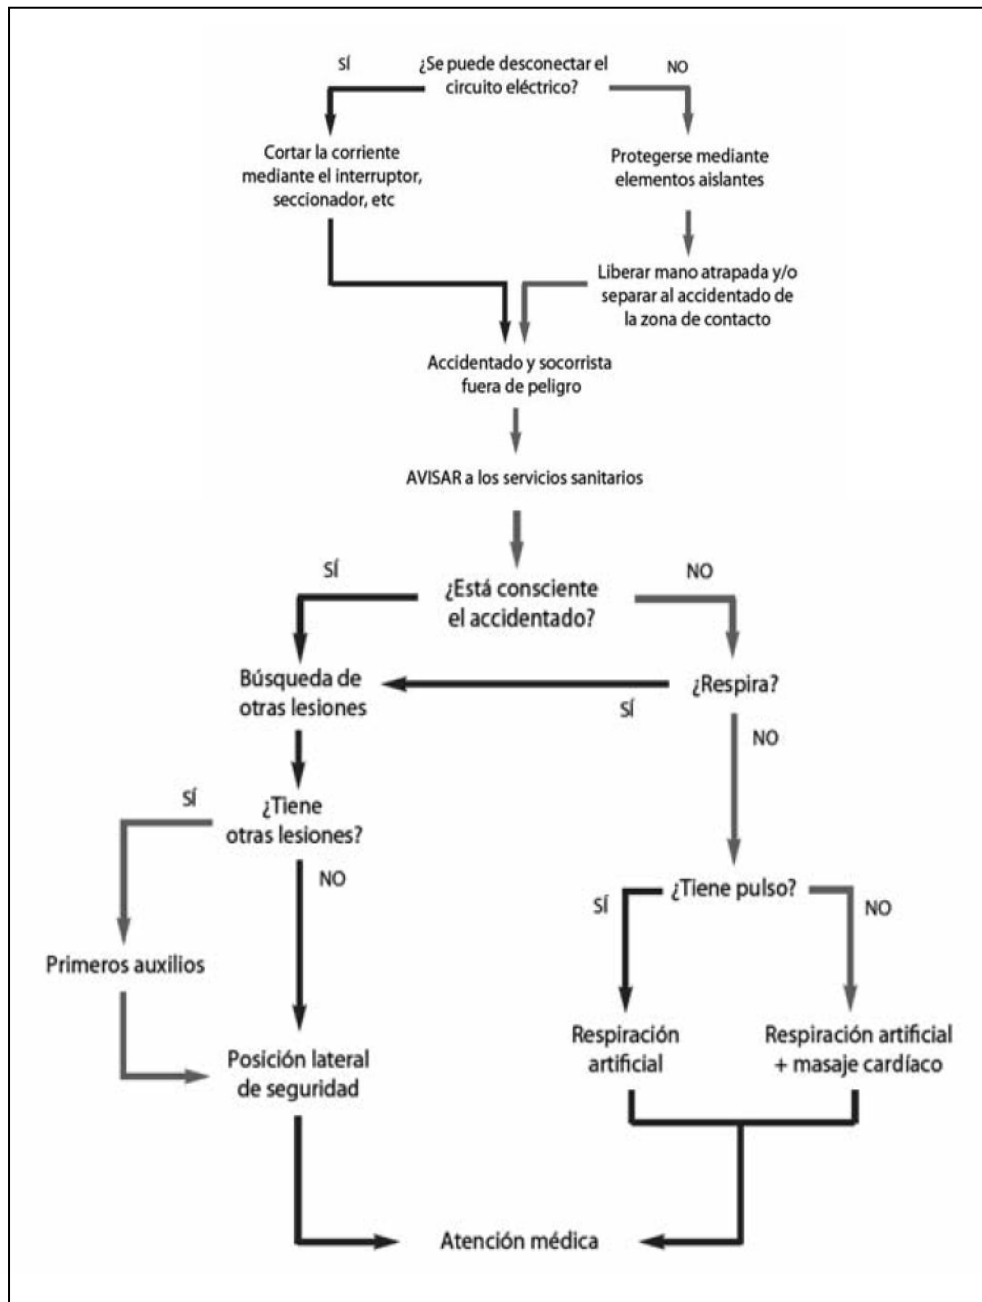 SÍ
¿Se puede desconectar el
circuito eléctrico?
NO
Cortar la corriente
mediante el interruptor,
seccionador, etc
Protegerse mediante
elementos aislantes
Liberar mano atrapada y/o
separar al accidentado de
la zona de contacto
Accidentado y socorrista
fuera de peligro
AVISAR a los servicios sanitarios
SÍ
¿Está consciente
el accidentado?
NO
Búsqueda de
otras lesiones
SÍ
¿Respira?
NO
SÍ
¿Tiene
otras lesiones?
NO
SÍ
¿Tiene pulso?
NO
Primeros auxilios
Posición lateral
de seguridad
Respiración
artificial
Respiración artificial
+ masaje cardíaco
Atención médica